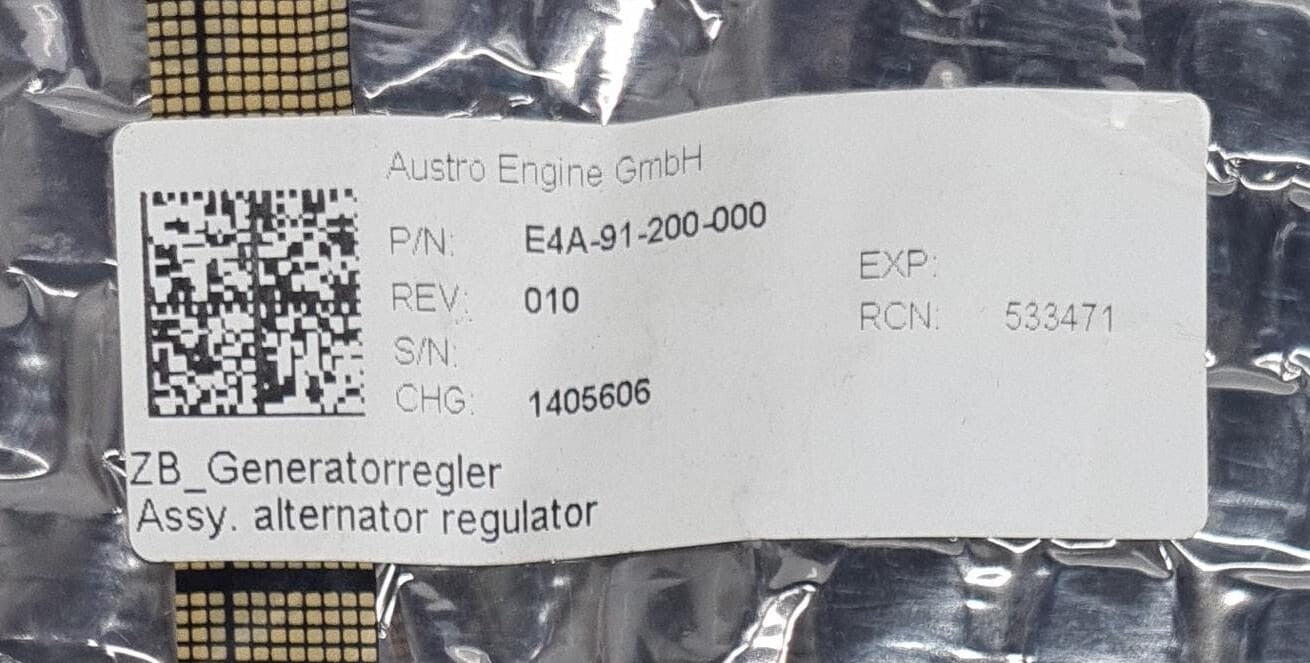 Austro Engine GmbH
P/N: E4A-91-200-000
REV: 010
S/N:
CHG: 1405606
EXP:
RCN: 533471
ZB_Generatorregler
Assy. alternator regulator